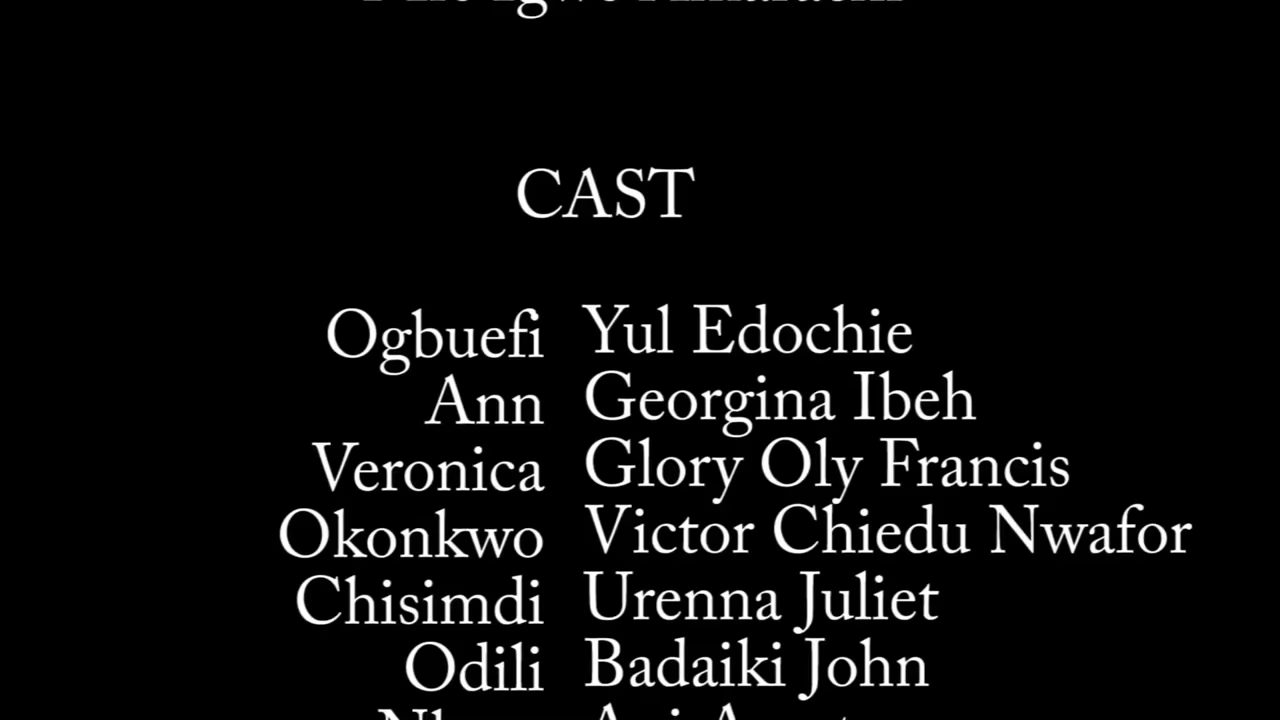 CAST
Ogbuefi Yul Edochie
Ann Georgina Ibeh
Veronica Glory Oly Francis
Okonkwo Victor Chiedu Nwafor
Chisimdi Urenna Juliet
Odili Badaiki John